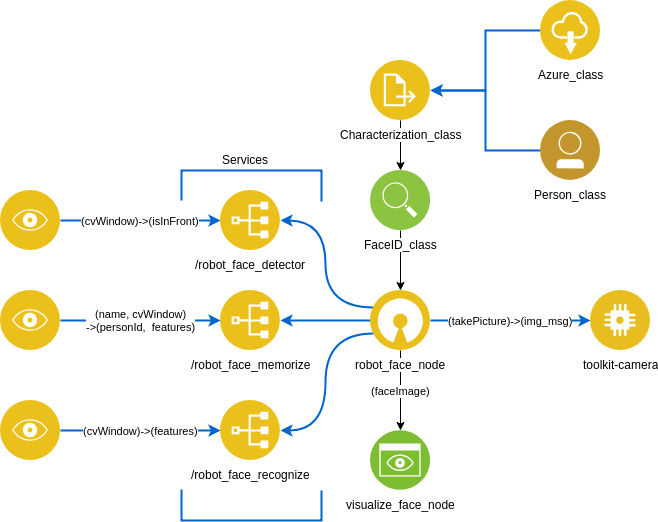 Azure_class
Characterization_class
Services
Person_class
(cvWindow)->(isInFront)
FaceID_class
/robot_face_detector
(name, cvWindow)
->(personId,  features)
(takePicture)->(img_msg)
/robot_face_memorize
robot_face_node
toolkit-camera
(faceImage)
(cvWindow)->(features)
/robot_face_recognize
visualize_face_node